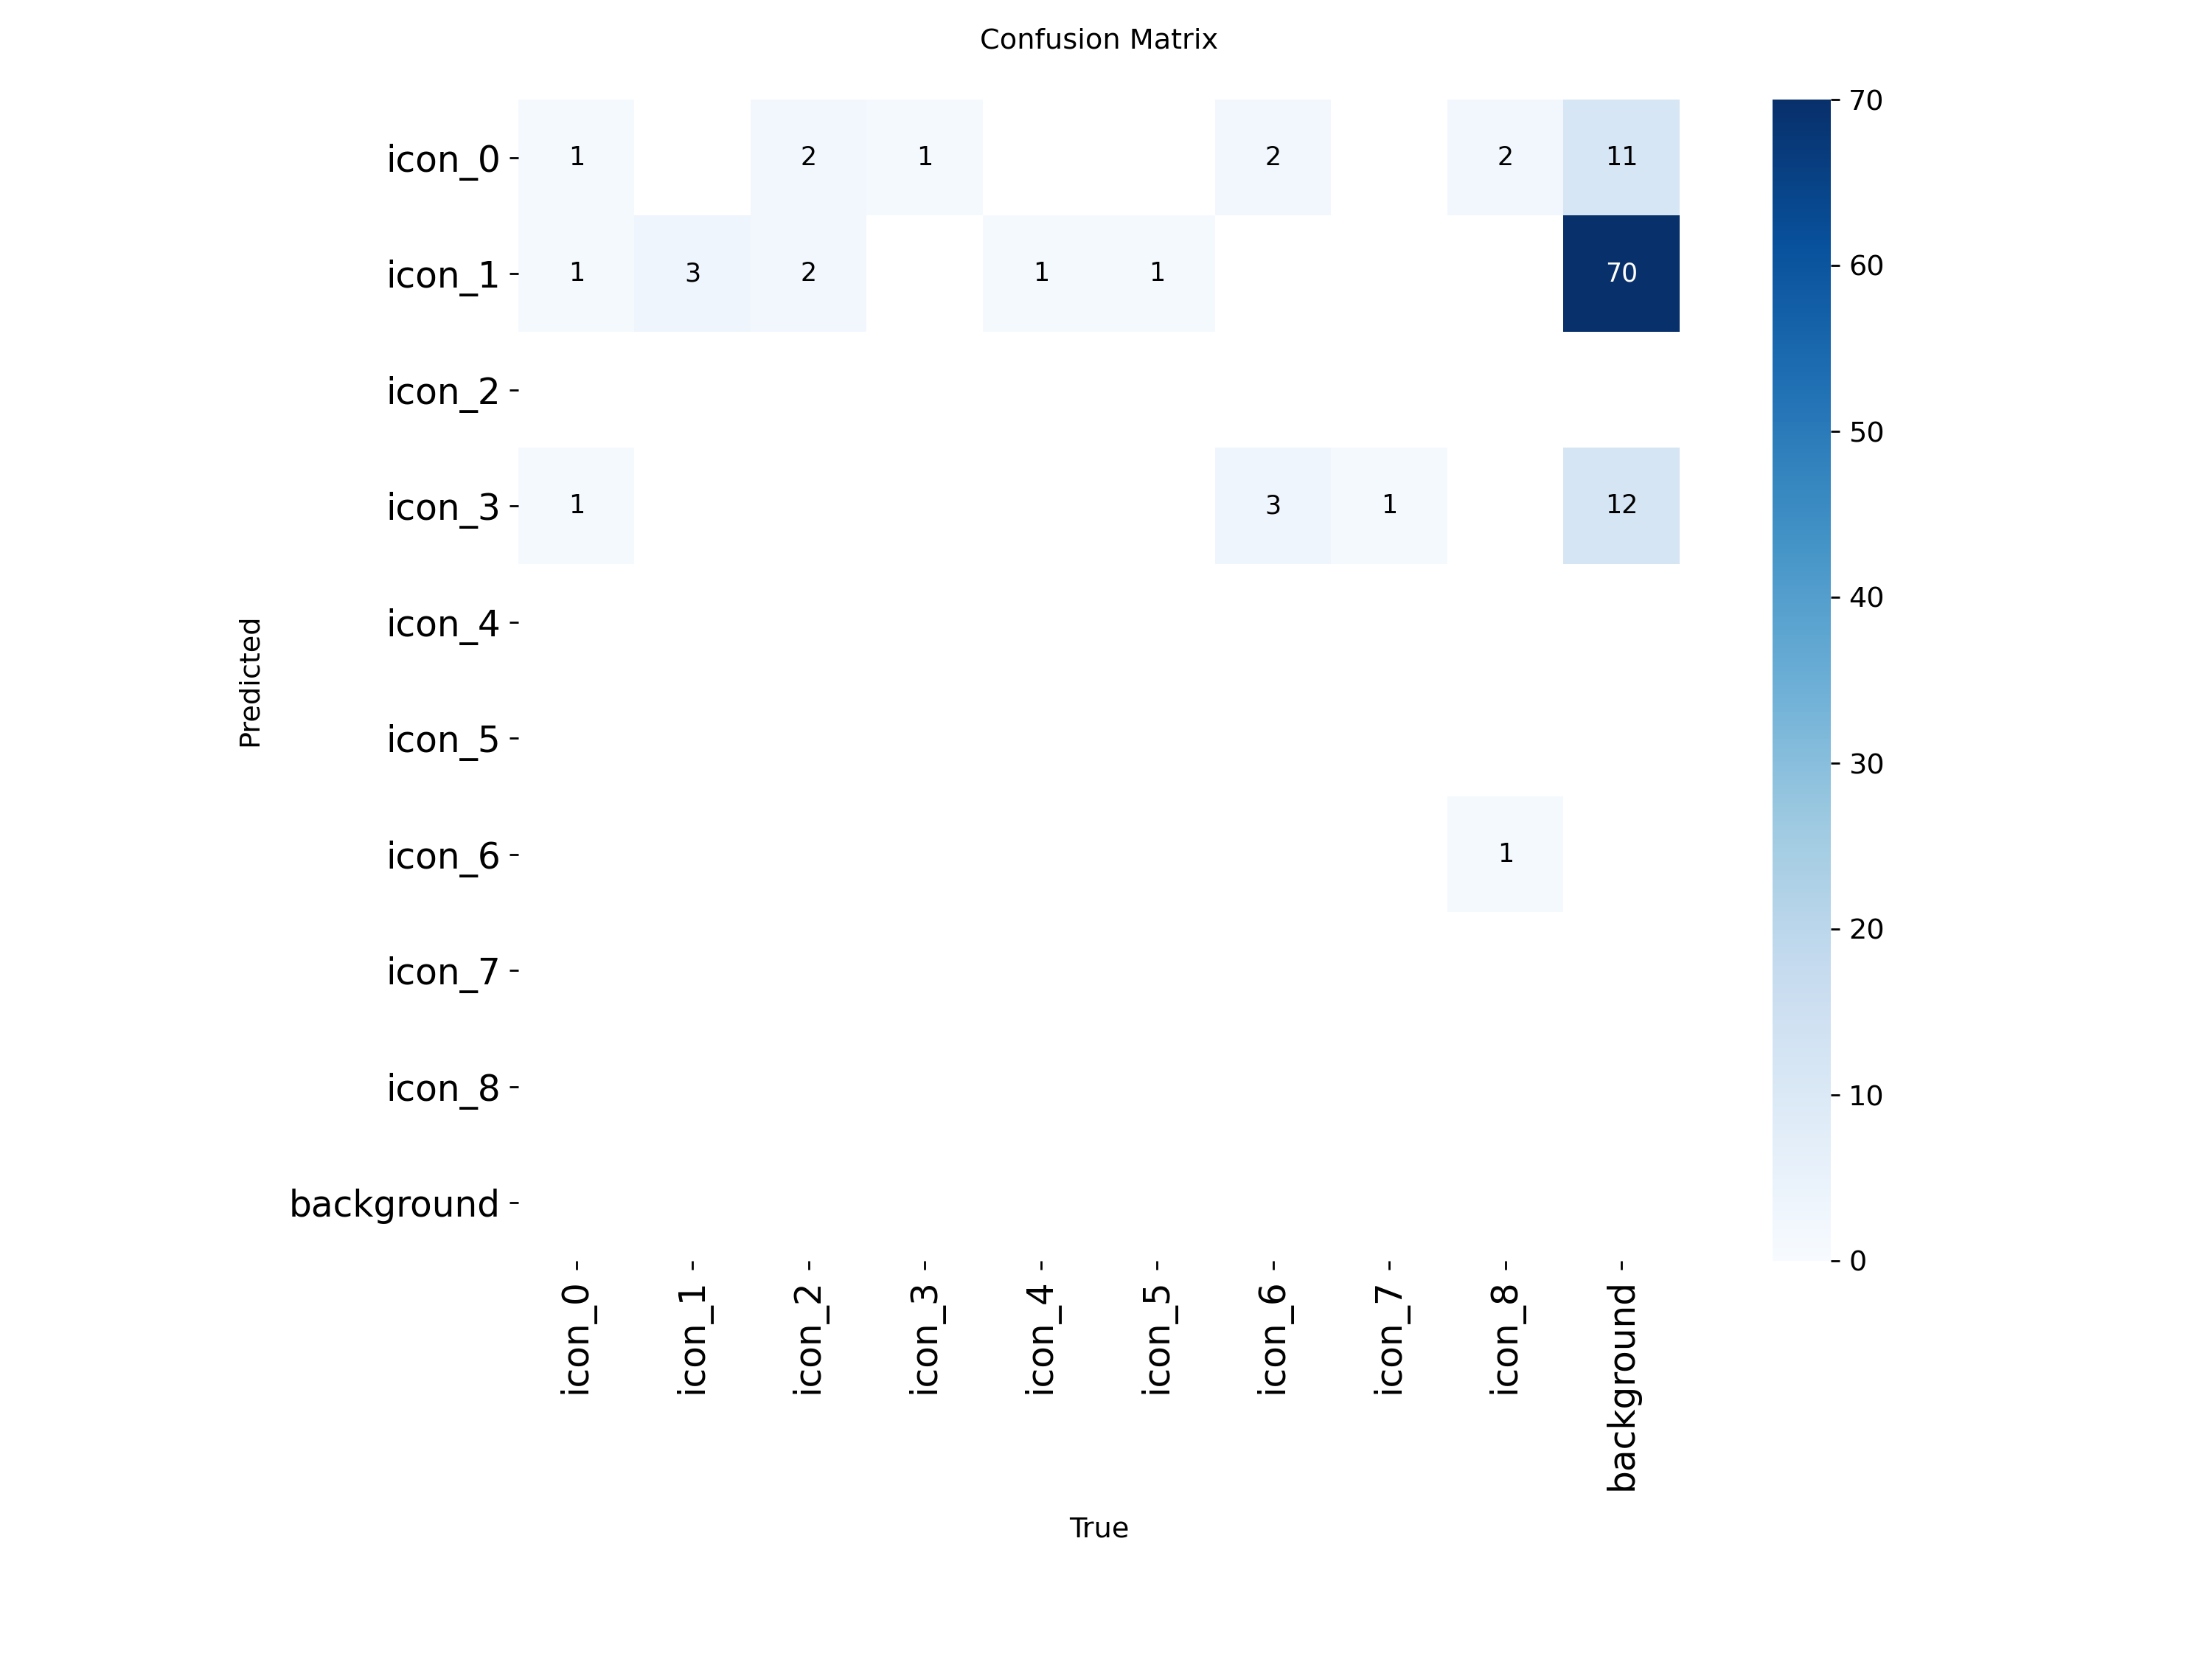 Confusion Matrix
icon_0 1 2 1 2 2 11
icon_1 1 3 2 1 1 70
icon_2
icon_3 1 3 1 12
icon_4
icon_5
icon_6 1
icon_7
icon_8
background
Predicted
icon_0 icon_1 icon_2 icon_3 icon_4 icon_5 icon_6 icon_7 icon_8 background
True
70
60
50
40
30
20
10
0